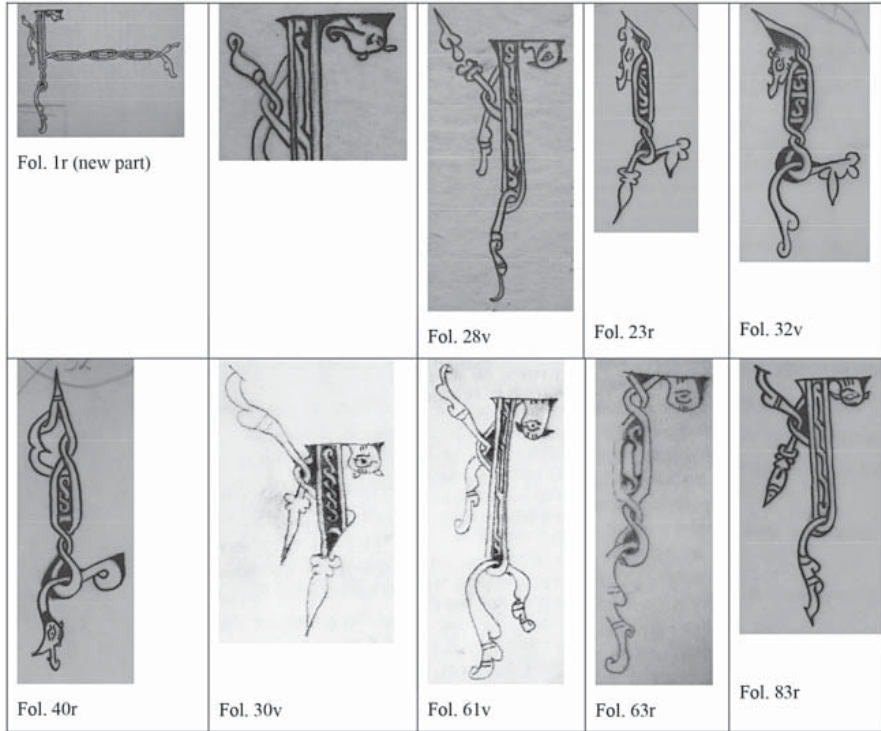 Fol. 1r (new part)
Fol. 28v
Fol. 23r
Fol. 32v
Fol. 40r
Fol. 30v
Fol. 61v
Fol. 63r
Fol. 83r